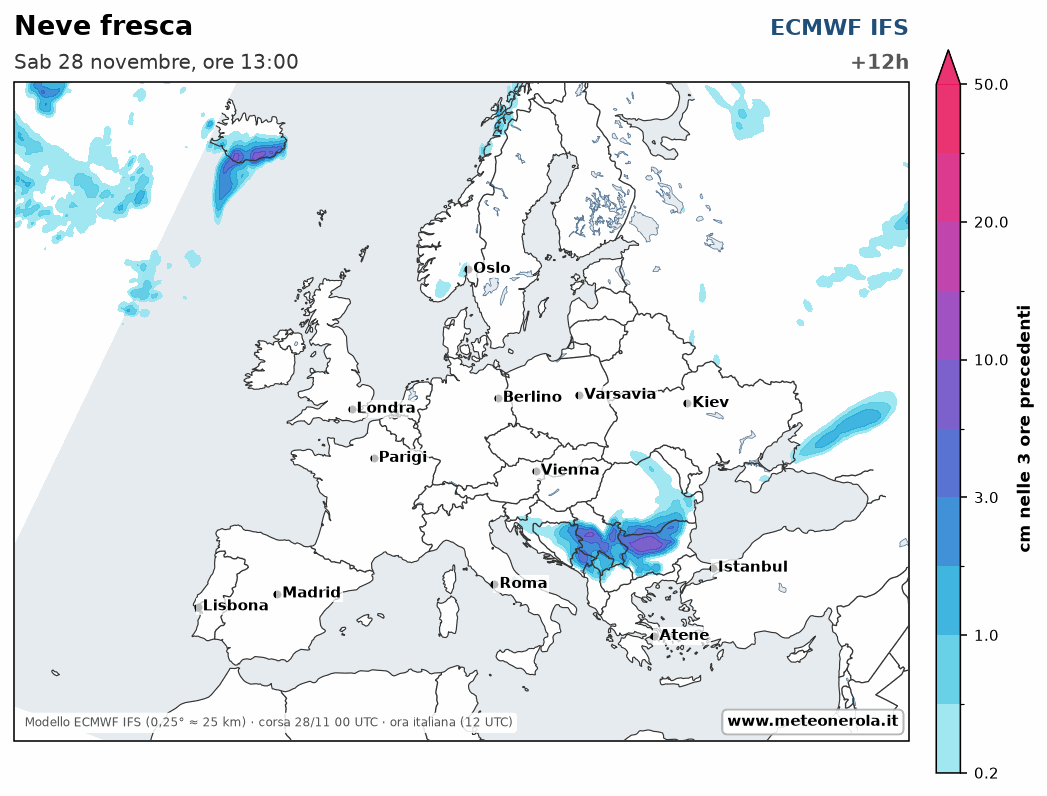 Neve fresca
ECMWF IFS
Sab 28 novembre, ore 13:00
+12h
50.0
20.0
10.0
3.0
1.0
0.2
cm nelle 3 ore precedenti
Oslo
Berlino
Varsavia
Kiev
Londra
Parigi
Vienna
Istanbul
Roma
Madrid
Lisbona
Atene
Modello ECMWF IFS (0,25° ≈ 25 km) · corsa 28/11 00 UTC · ora italiana (12 UTC)
www.meteonerola.it